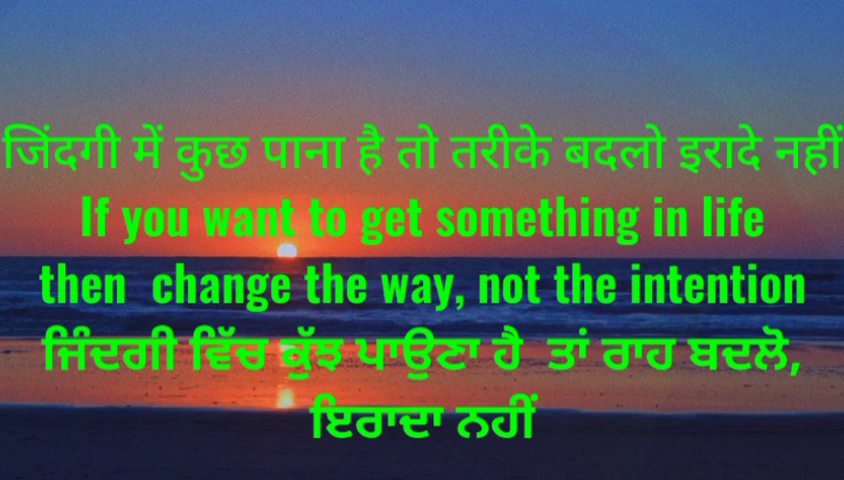 जिंदगी में कुछ पाना है तो तरीके बदलो इरादे नहीं
If you want to get something in life
then change the way, not the intention
ਜਿੰਦਗੀ ਵਿੱਚ ਕੁੱਝ ਪਾਉਣਾ ਹੈ ਤਾਂ ਰਾਹ ਬਦਲੋ,
ਇਰਾਦਾ ਨਹੀਂ